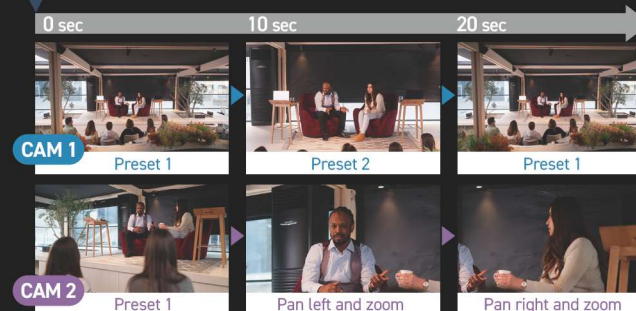 0 sec
10 sec
20 sec
CAM 1
Preset 1
Preset 2
Preset 1
CAM 2
Preset 1
Pan left and zoom
Pan right and zoom